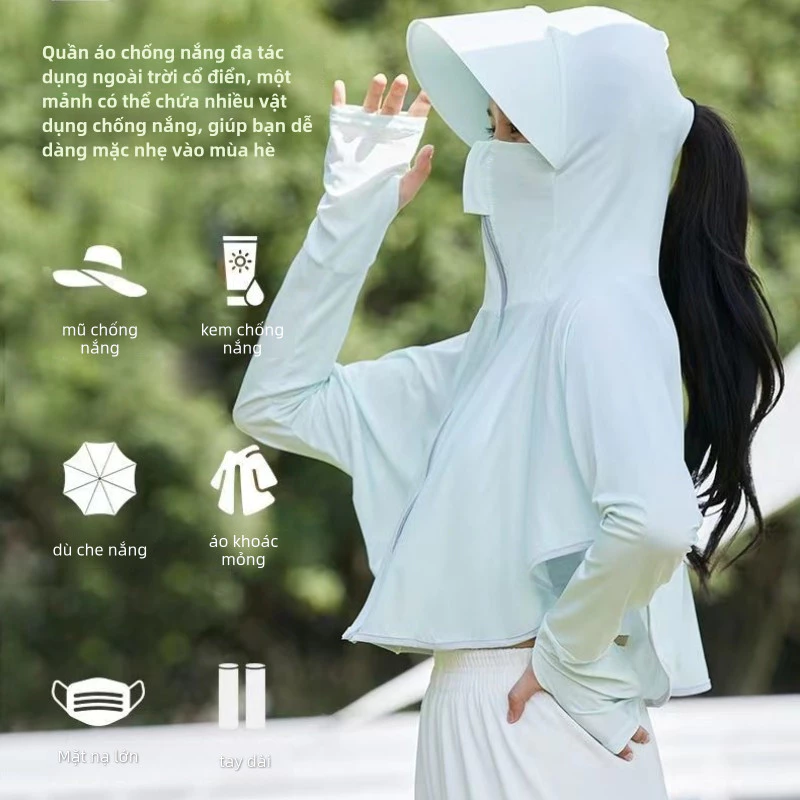 Quần áo chống nắng đa tác
dụng ngoài trời cổ điển, một
mảnh có thể chứa nhiều vật
dụng chống nắng, giúp bạn dễ
dàng mặc nhẹ vào mùa hè
mũ chống
nắng
kem chống
nắng
dù che nắng
áo khoác
mỏng
Mặt nạ lớn
tay dài